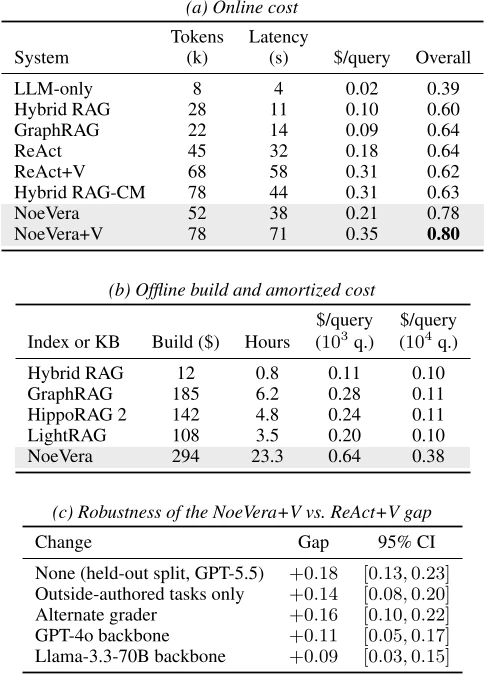 (a) Online cost
Tokens Latency
System (k) (s) $/query Overall
LLM-only 8 4 0.02 0.39
Hybrid RAG 28 11 0.10 0.60
GraphRAG 22 14 0.09 0.64
ReAct 45 32 0.18 0.64
ReAct+V 68 58 0.31 0.62
Hybrid RAG-CM 78 44 0.31 0.63
NoeVera 52 38 0.21 0.78
NoeVera+V 78 71 0.35 0.80
(b) Offline build and amortized cost
$/query $/query
Index or KB Build ($) Hours (10³ q.) (10⁴ q.)
Hybrid RAG 12 0.8 0.11 0.10
GraphRAG 185 6.2 0.28 0.11
HippoRAG 2 142 4.8 0.24 0.11
LightRAG 108 3.5 0.20 0.10
NoeVera 294 23.3 0.64 0.38
(c) Robustness of the NoeVera+V vs. ReAct+V gap
Change Gap 95% CI
None (held-out split, GPT-5.5) +0.18 [0.13, 0.23]
Outside-authored tasks only +0.14 [0.08, 0.20]
Alternate grader +0.16 [0.10, 0.22]
GPT-4o backbone +0.11 [0.05, 0.17]
Llama-3.3-70B backbone +0.09 [0.03, 0.15]